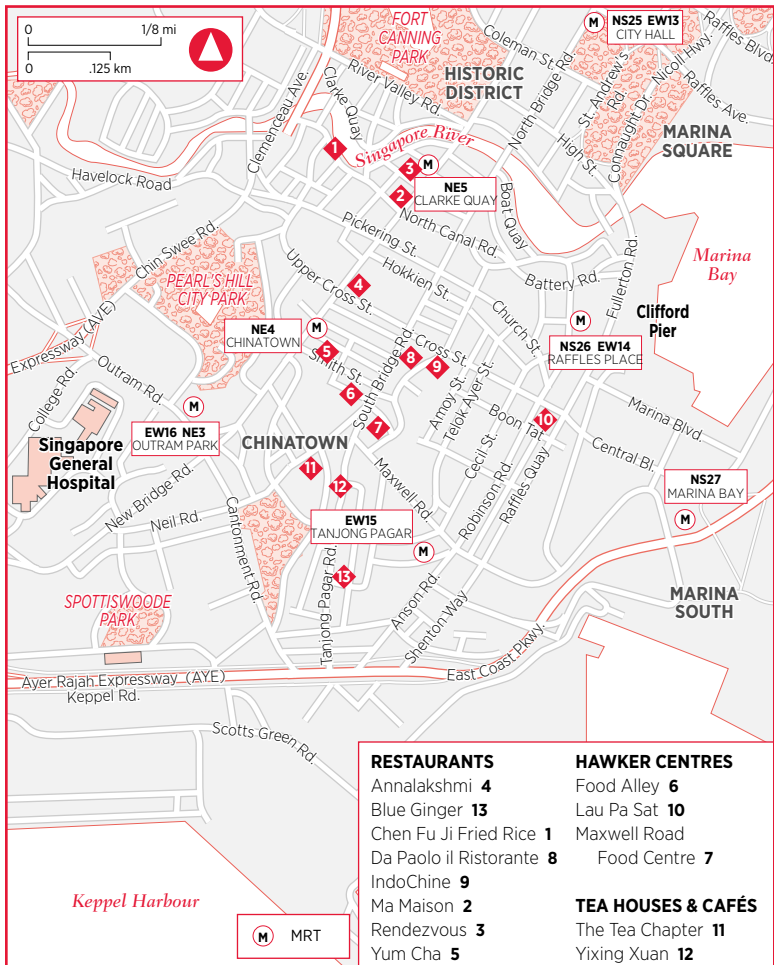 0 1/8 mi
0 .125 km
FORT
CANNING
PARK
M
NS25 EW13
CITY HALL
Raffles Blvd.
Coleman St.
Nicoll Hwy.
HISTORIC
DISTRICT
River Valley Rd.
Clarke Quay
Clemenceau Ave.
North Bridge Rd.
St. Andrew's
Rd.
Raffles Ave.
Connaught Dr.
MARINA
SQUARE
High St.
1
Singapore River
3
M
NE5
CLARKE QUAY
2
Havelock Road
Boat Quay
North Canal Rd.
Pickering St.
Chin Swee Rd.
Hokkien St.
Fullerton Rd.
Marina
Bay
PEARL'S HILL
CITY PARK
Upper Cross St.
4
Battery Rd.
Church St.
Clifford
Pier
NE4
CHINATOWN
M
M
NS26 EW14
RAFFLES PLACE
Expressway (AVE)
5
Smith St.
South Bridge Rd.
8
Cross St.
9
College Rd.
Outram Rd
6
Amoy St.
Telok Ayer St.
Boon Tat
10
Marina Blvd.
M
EW16 NE3
OUTRAM PARK
7
Singapore
General
Hospital
CHINATOWN
Cecil St.
Central Bl.
11
12
Maxwell Rd.
Robinson Rd.
Raffles Quay
NS27
MARINA BAY
M
New Bridge Rd.
Neil Rd.
Cantonment Rd.
EW15
TANJONG PAGAR
M
13
Tanjong Pagar Rd.
Anson Rd.
Shenton Way
MARINA
SOUTH
SPOTTISWOODE
PARK
East Coast Pkwy.
Ayer Rajah Expressway (AYE)
Keppel Rd.
Scotts Green Rd.
Keppel Harbour
M MRT
RESTAURANTS
Annalakshmi 4
Blue Ginger 13
Chen Fu Ji Fried Rice 1
Da Paolo il Ristorante 8
IndoChine 9
Ma Maison 2
Rendezvous 3
Yum Cha 5
HAWKER CENTRES
Food Alley 6
Lau Pa Sat 10
Maxwell Road
Food Centre 7
TEA HOUSES & CAFÉS
The Tea Chapter 11
Yixing Xuan 12